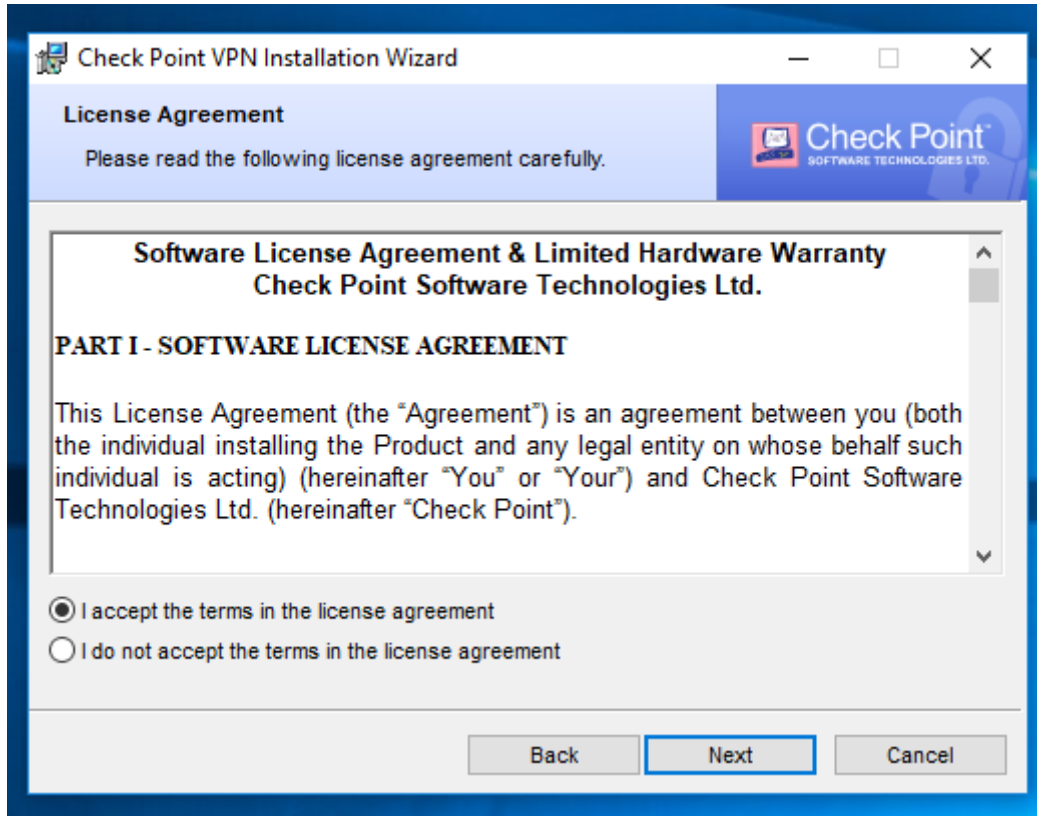 Check Point VPN Installation Wizard
License Agreement
Please read the following license agreement carefully.
Check Point™
SOFTWARE TECHNOLOGIES LTD.
Software License Agreement & Limited Hardware Warranty
Check Point Software Technologies Ltd.
PART I - SOFTWARE LICENSE AGREEMENT
This License Agreement (the “Agreement”) is an agreement between you (both
the individual installing the Product and any legal entity on whose behalf such
individual is acting) (hereinafter “You” or “Your”) and Check Point Software
Technologies Ltd. (hereinafter “Check Point”).
I accept the terms in the license agreement
I do not accept the terms in the license agreement
Back Next Cancel